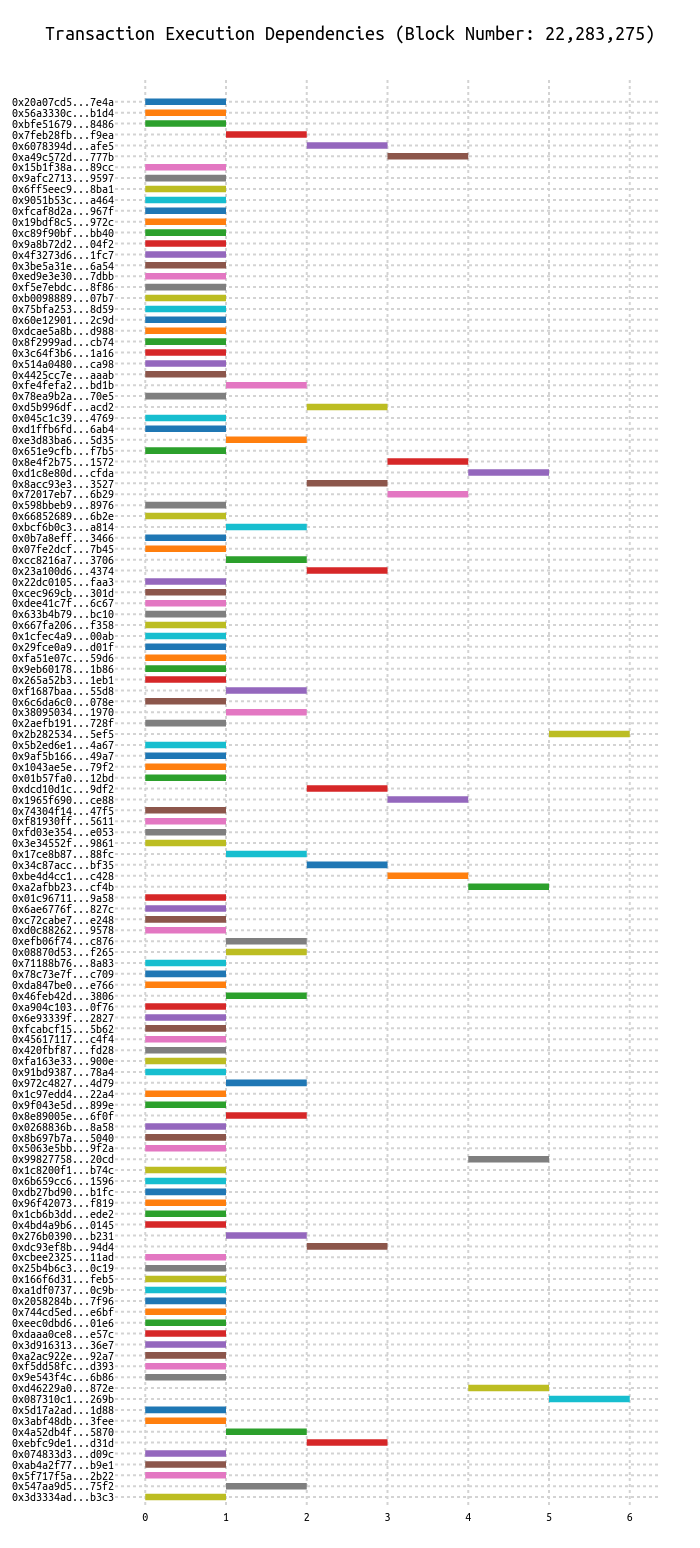 Transaction Execution Dependencies (Block Number: 22,283,275)
0x20a07cd5...7e4a
0x56a3330c...b1d4
0xbfe51679...8486
0x7feb28fb...f9ea
0x6078394d...afe5
0xa49c572d...777b
0x15b1f38a...89cc
0x9afc2713...9597
0x6ff5eec9...8ba1
0x9051b53c...a464
0xfcaf8d2a...967f
0x19bdf8c5...972c
0xc89f90bf...bb40
0x9a8b72d2...04f2
0x4f3273d6...1fc7
0x3be5a31e...6a54
0xed9e3e30...7dbb
0xf5e7ebdc...8f86
0xb0098889...07b7
0x75bfa253...8d59
0x60e12901...2c9d
0xdcae5a8b...d988
0x8f2999ad...cb74
0x3c64f3b6...1a16
0x514a0480...ca98
0x4425cc7e...aaab
0xfe4fefa2...bd1b
0x78ea9b2a...70e5
0xd5b996df...acd2
0x045c1c39...4769
0xd1ffb6fd...6ab4
0xe3d83ba6...5d35
0x651e9cfb...f7b5
0x8e4f2b75...1572
0xd1c8e80d...cfda
0x8acc93e3...3527
0x72017eb7...6b29
0x598bbeb9...8976
0x66852689...6b2e
0xbcf6b0c3...a814
0x0b7a8eff...3466
0x07fe2dcf...7b45
0xcc8216a7...3706
0x23a100d6...4374
0x22dc0105...faa3
0xcec969cb...301d
0xdee41c7f...6c67
0x633b4b79...bc10
0x667fa206...f358
0x1cfec4a9...00ab
0x29fce0a9...d01f
0xfa51e07c...59d6
0x9eb60178...1b86
0x265a52b3...1eb1
0xf1687baa...55d8
0x6c6da6c0...078e
0x38095034...1970
0x2aefb191...728f
0x2b282534...5ef5
0x5b2ed6e1...4a67
0x9af5b166...49a7
0x1043ae5e...79f2
0x01b57fa0...12bd
0xdcd10d1c...9df2
0x1965f690...ce88
0x74304f14...47f5
0xf81930ff...5611
0xfd03e354...e053
0x3e34552f...9861
0x17ce8b87...88fc
0x34c87acc...bf35
0xbe4d4cc1...c428
0xa2afbb23...cf4b
0x01c96711...9a58
0x6ae6776f...827c
0xc72cabe7...e248
0xd0c88262...9578
0xefb06f74...c876
0x08870d53...f265
0x71188b76...8a83
0x78c73e7f...c709
0xda847be0...e766
0x46feb42d...3806
0xa904c103...0f76
0x6e93339f...2827
0xfcabcf15...5b62
0x45617117...c4f4
0x420fbf87...fd28
0xfa163e33...900e
0x91bd9387...78a4
0x972c4827...4d79
0x1c97edd4...22a4
0x9f043e5d...899e
0x8e89005e...6f0f
0x0268836b...8a58
0x8b697b7a...5040
0x5063e5bb...9f2a
0x99827758...20cd
0x1c8200f1...b74c
0x6b659cc6...1596
0xdb27bd90...b1fc
0x96f42073...f819
0x1cb6b3dd...ede2
0x4bd4a9b6...0145
0x276b0390...b231
0xdc93ef8b...94d4
0xcbee2325...11ad
0x25b4b6c3...0c19
0x166f6d31...feb5
0xa1df0737...0c9b
0x2058284b...7f96
0x744cd5ed...e6bf
0xeec0dbd6...01e6
0xdaaa0ce8...e57c
0x3d916313...36e7
0xa2ac922e...92a7
0xf5dd58fc...d393
0x9e543f4c...6b86
0xd46229a0...872e
0x087310c1...269b
0x5d17a2ad...1d88
0x3abf48db...3fee
0x4a52db4f...5870
0xebfc9de1...d31d
0x074833d3...d09c
0xab4a2f77...b9e1
0x5f717f5a...2b22
0x547aa9d5...75f2
0x3d3334ad...b3c3
0 1 2 3 4 5 6